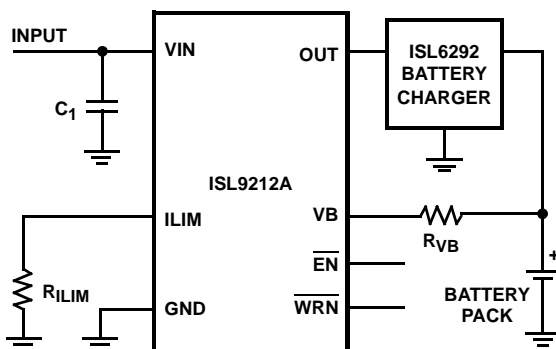 INPUT
VIN
OUT
ISL6292
BATTERY
CHARGER
C1
ISL9212A
ILIM
VB
RVB
EN
RILIM
GND
WRN
+
BATTERY
PACK